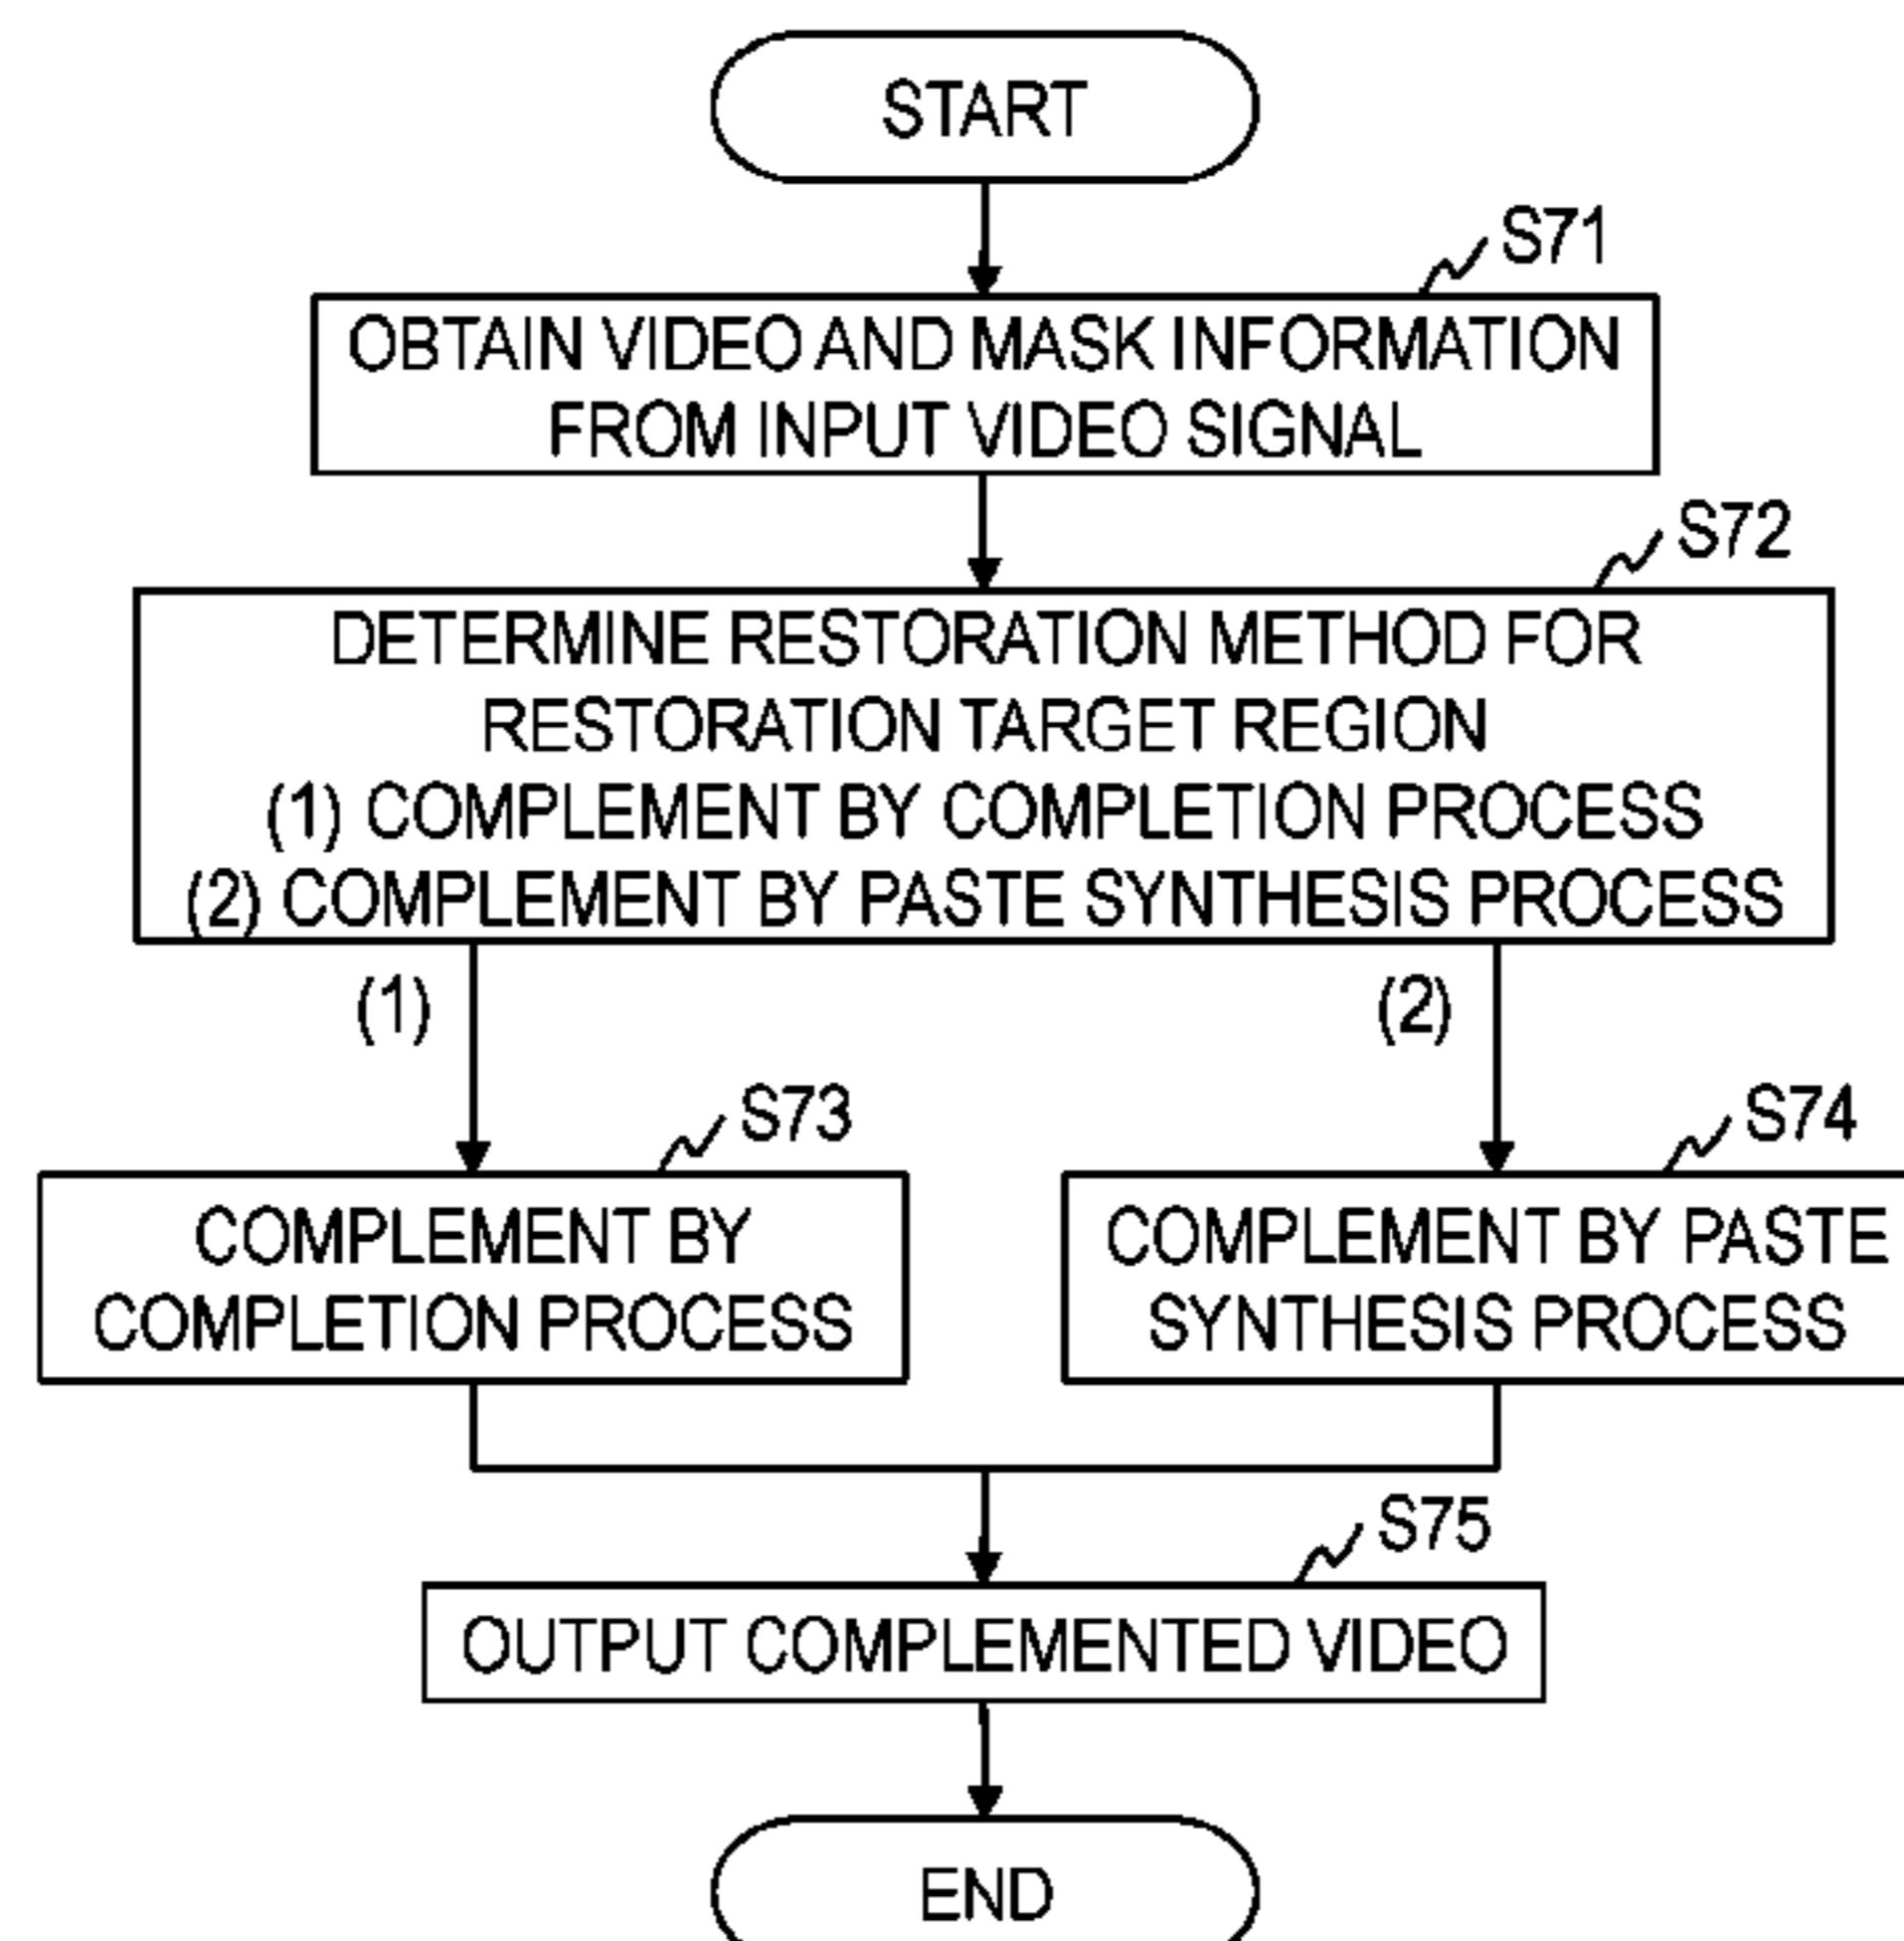 START
S71
OBTAIN VIDEO AND MASK INFORMATION
FROM INPUT VIDEO SIGNAL
S72
DETERMINE RESTORATION METHOD FOR
RESTORATION TARGET REGION
(1) COMPLEMENT BY COMPLETION PROCESS
(2) COMPLEMENT BY PASTE SYNTHESIS PROCESS
(1)
(2)
S73
COMPLEMENT BY
COMPLETION PROCESS
S74
COMPLEMENT BY PASTE
SYNTHESIS PROCESS
S75
OUTPUT COMPLEMENTED VIDEO
END